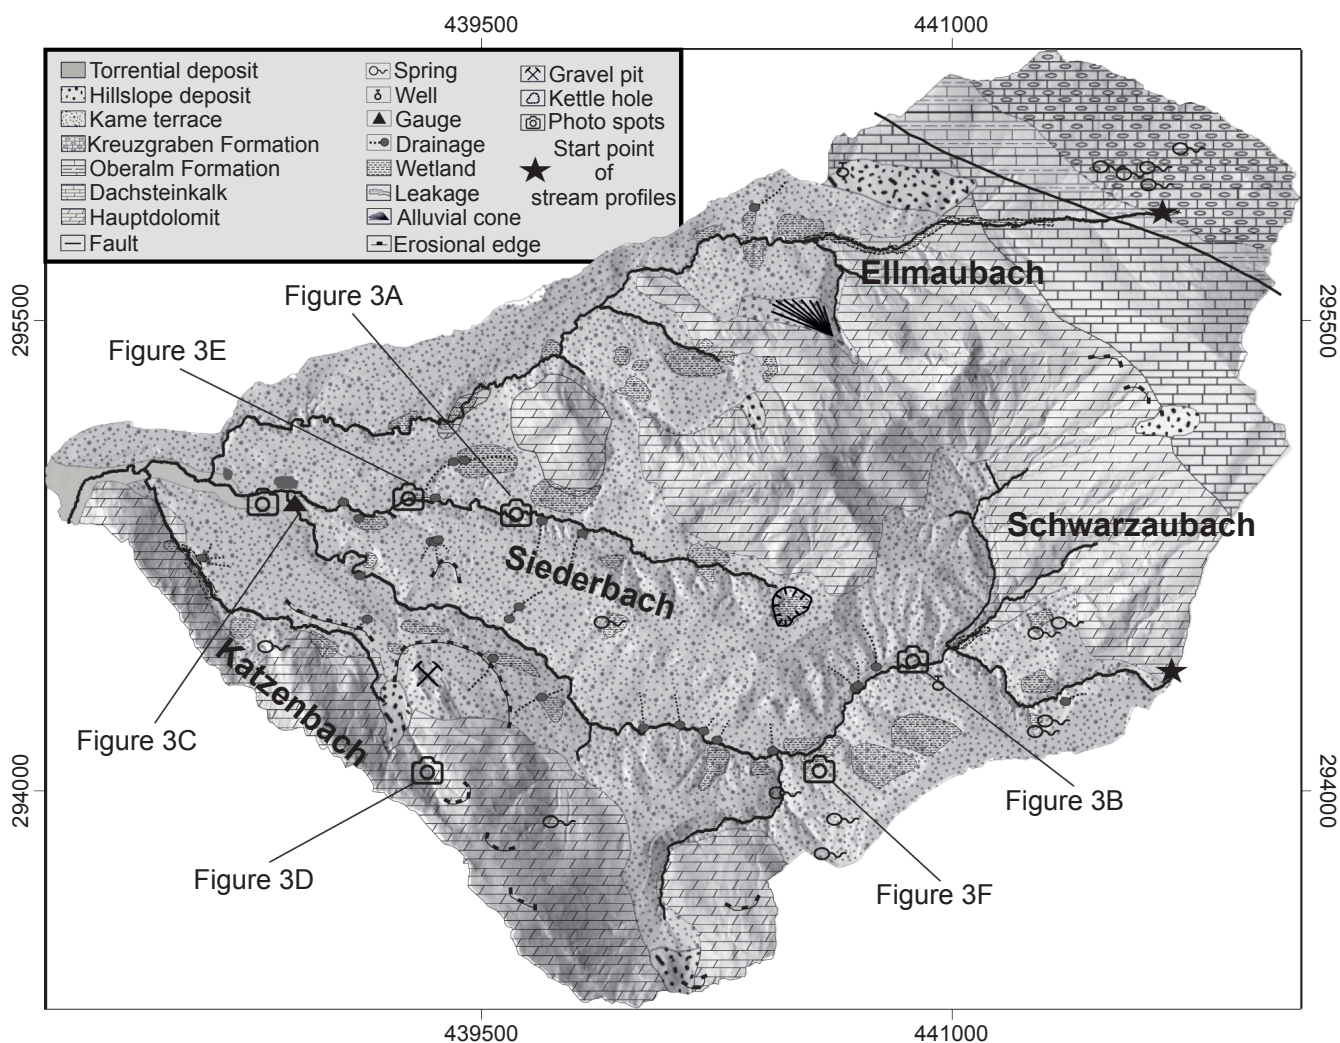 439500
441000
Torrential deposit
Hillslope deposit
Kame terrace
Kreuzgraben Formation
Oberalm Formation
Dachsteinkalk
Hauptdolomit
Fault
Spring
Well
Gauge
Drainage
Wetland
Leakage
Alluvial cone
Erosional edge
Gravel pit
Kettle hole
Photo spots
Start point
of
stream profiles
Ellmaubach
Figure 3A
295500
295500
Figure 3E
Schwarzaubach
Siederbach
Katzenbach
Figure 3C
294000
294000
Figure 3B
Figure 3D
Figure 3F
439500
441000